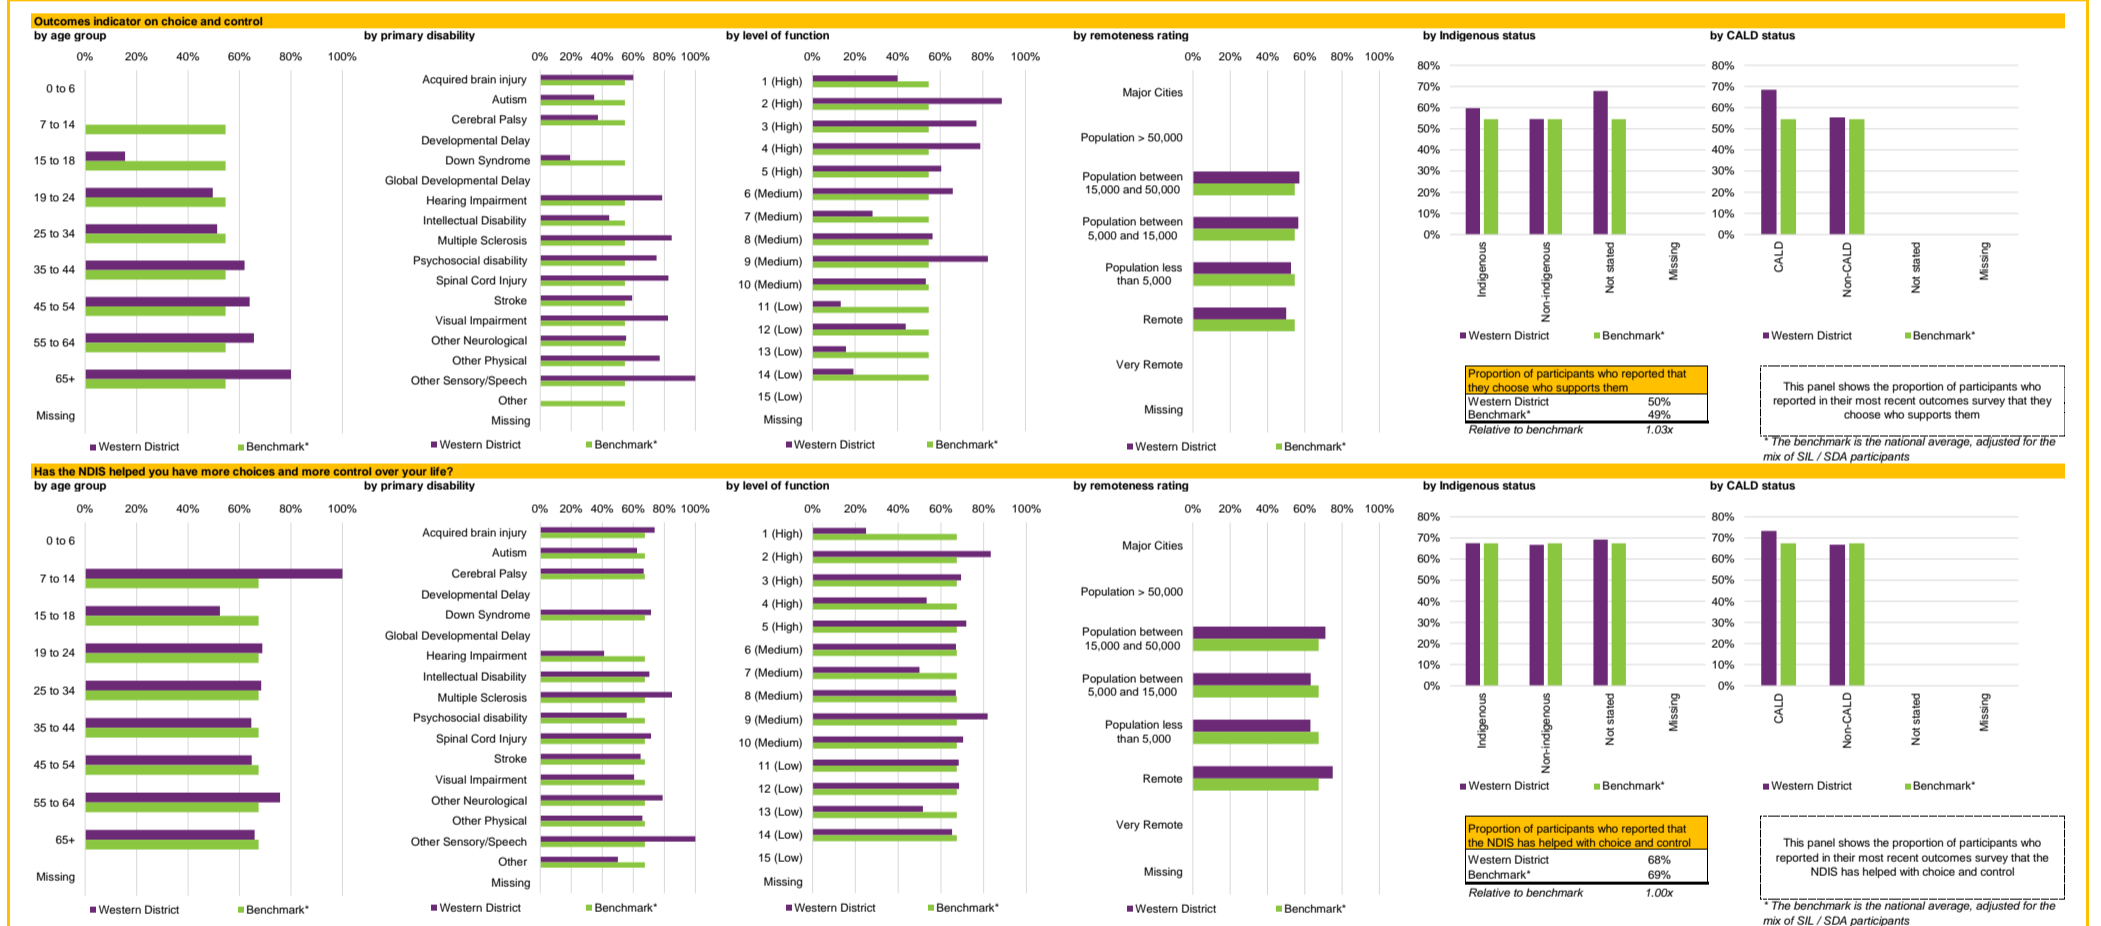 Outcomes indicator on choice and control
by age group
0% 20% 40% 60% 80% 100%
0 to 6
7 to 14
15 to 18
19 to 24
25 to 34
35 to 44
45 to 54
55 to 64
65+
Missing
Western District Benchmark*
by primary disability
0% 20% 40% 60% 80% 100%
Acquired brain injury
Autism
Cerebral Palsy
Developmental Delay
Down Syndrome
Global Developmental Delay
Hearing Impairment
Intellectual Disability
Multiple Sclerosis
Psychosocial disability
Spinal Cord Injury
Stroke
Visual Impairment
Other Neurological
Other Physical
Other Sensory/Speech
Other
Missing
Western District Benchmark*
by level of function
0% 20% 40% 60% 80% 100%
1 (High)
2 (High)
3 (High)
4 (High)
5 (High)
6 (Medium)
7 (Medium)
8 (Medium)
9 (Medium)
10 (Medium)
11 (Low)
12 (Low)
13 (Low)
14 (Low)
15 (Low)
Missing
Western District Benchmark*
by remoteness rating
0% 20% 40% 60% 80% 100%
Major Cities
Population > 50,000
Population between
15,000 and 50,000
Population between
5,000 and 15,000
Population less
than 5,000
Remote
Very Remote
Missing
Western District Benchmark*
by Indigenous status
80%
70%
60%
50%
40%
30%
20%
10%
0%
Indigenous
Non-indigenous
Not stated
Missing
Western District Benchmark*
by CALD status
80%
70%
60%
50%
40%
30%
20%
10%
0%
CALD
Non-CALD
Not stated
Missing
Western District Benchmark*
Proportion of participants who reported that
they choose who supports them
Western District 50%
Benchmark* 49%
Relative to benchmark 1.03x
This panel shows the proportion of participants who
reported in their most recent outcomes survey that they
choose who supports them
* The benchmark is the national average, adjusted for the
mix of SIL / SDA participants
Has the NDIS helped you have more choices and more control over your life?
by age group
0% 20% 40% 60% 80% 100%
0 to 6
7 to 14
15 to 18
19 to 24
25 to 34
35 to 44
45 to 54
55 to 64
65+
Missing
Western District Benchmark*
by primary disability
0% 20% 40% 60% 80% 100%
Acquired brain injury
Autism
Cerebral Palsy
Developmental Delay
Down Syndrome
Global Developmental Delay
Hearing Impairment
Intellectual Disability
Multiple Sclerosis
Psychosocial disability
Spinal Cord Injury
Stroke
Visual Impairment
Other Neurological
Other Physical
Other Sensory/Speech
Other
Missing
Western District Benchmark*
by level of function
0% 20% 40% 60% 80% 100%
1 (High)
2 (High)
3 (High)
4 (High)
5 (High)
6 (Medium)
7 (Medium)
8 (Medium)
9 (Medium)
10 (Medium)
11 (Low)
12 (Low)
13 (Low)
14 (Low)
15 (Low)
Missing
Western District Benchmark*
by remoteness rating
0% 20% 40% 60% 80% 100%
Major Cities
Population > 50,000
Population between
15,000 and 50,000
Population between
5,000 and 15,000
Population less
than 5,000
Remote
Very Remote
Missing
Western District Benchmark*
by Indigenous status
80%
70%
60%
50%
40%
30%
20%
10%
0%
Indigenous
Non-indigenous
Not stated
Missing
Western District Benchmark*
by CALD status
80%
70%
60%
50%
40%
30%
20%
10%
0%
CALD
Non-CALD
Not stated
Missing
Western District Benchmark*
Proportion of participants who reported that
the NDIS has helped with choice and control
Western District 68%
Benchmark* 69%
Relative to benchmark 1.00x
This panel shows the proportion of participants who
reported in their most recent outcomes survey that the
NDIS has helped with choice and control
* The benchmark is the national average, adjusted for the
mix of SIL / SDA participants